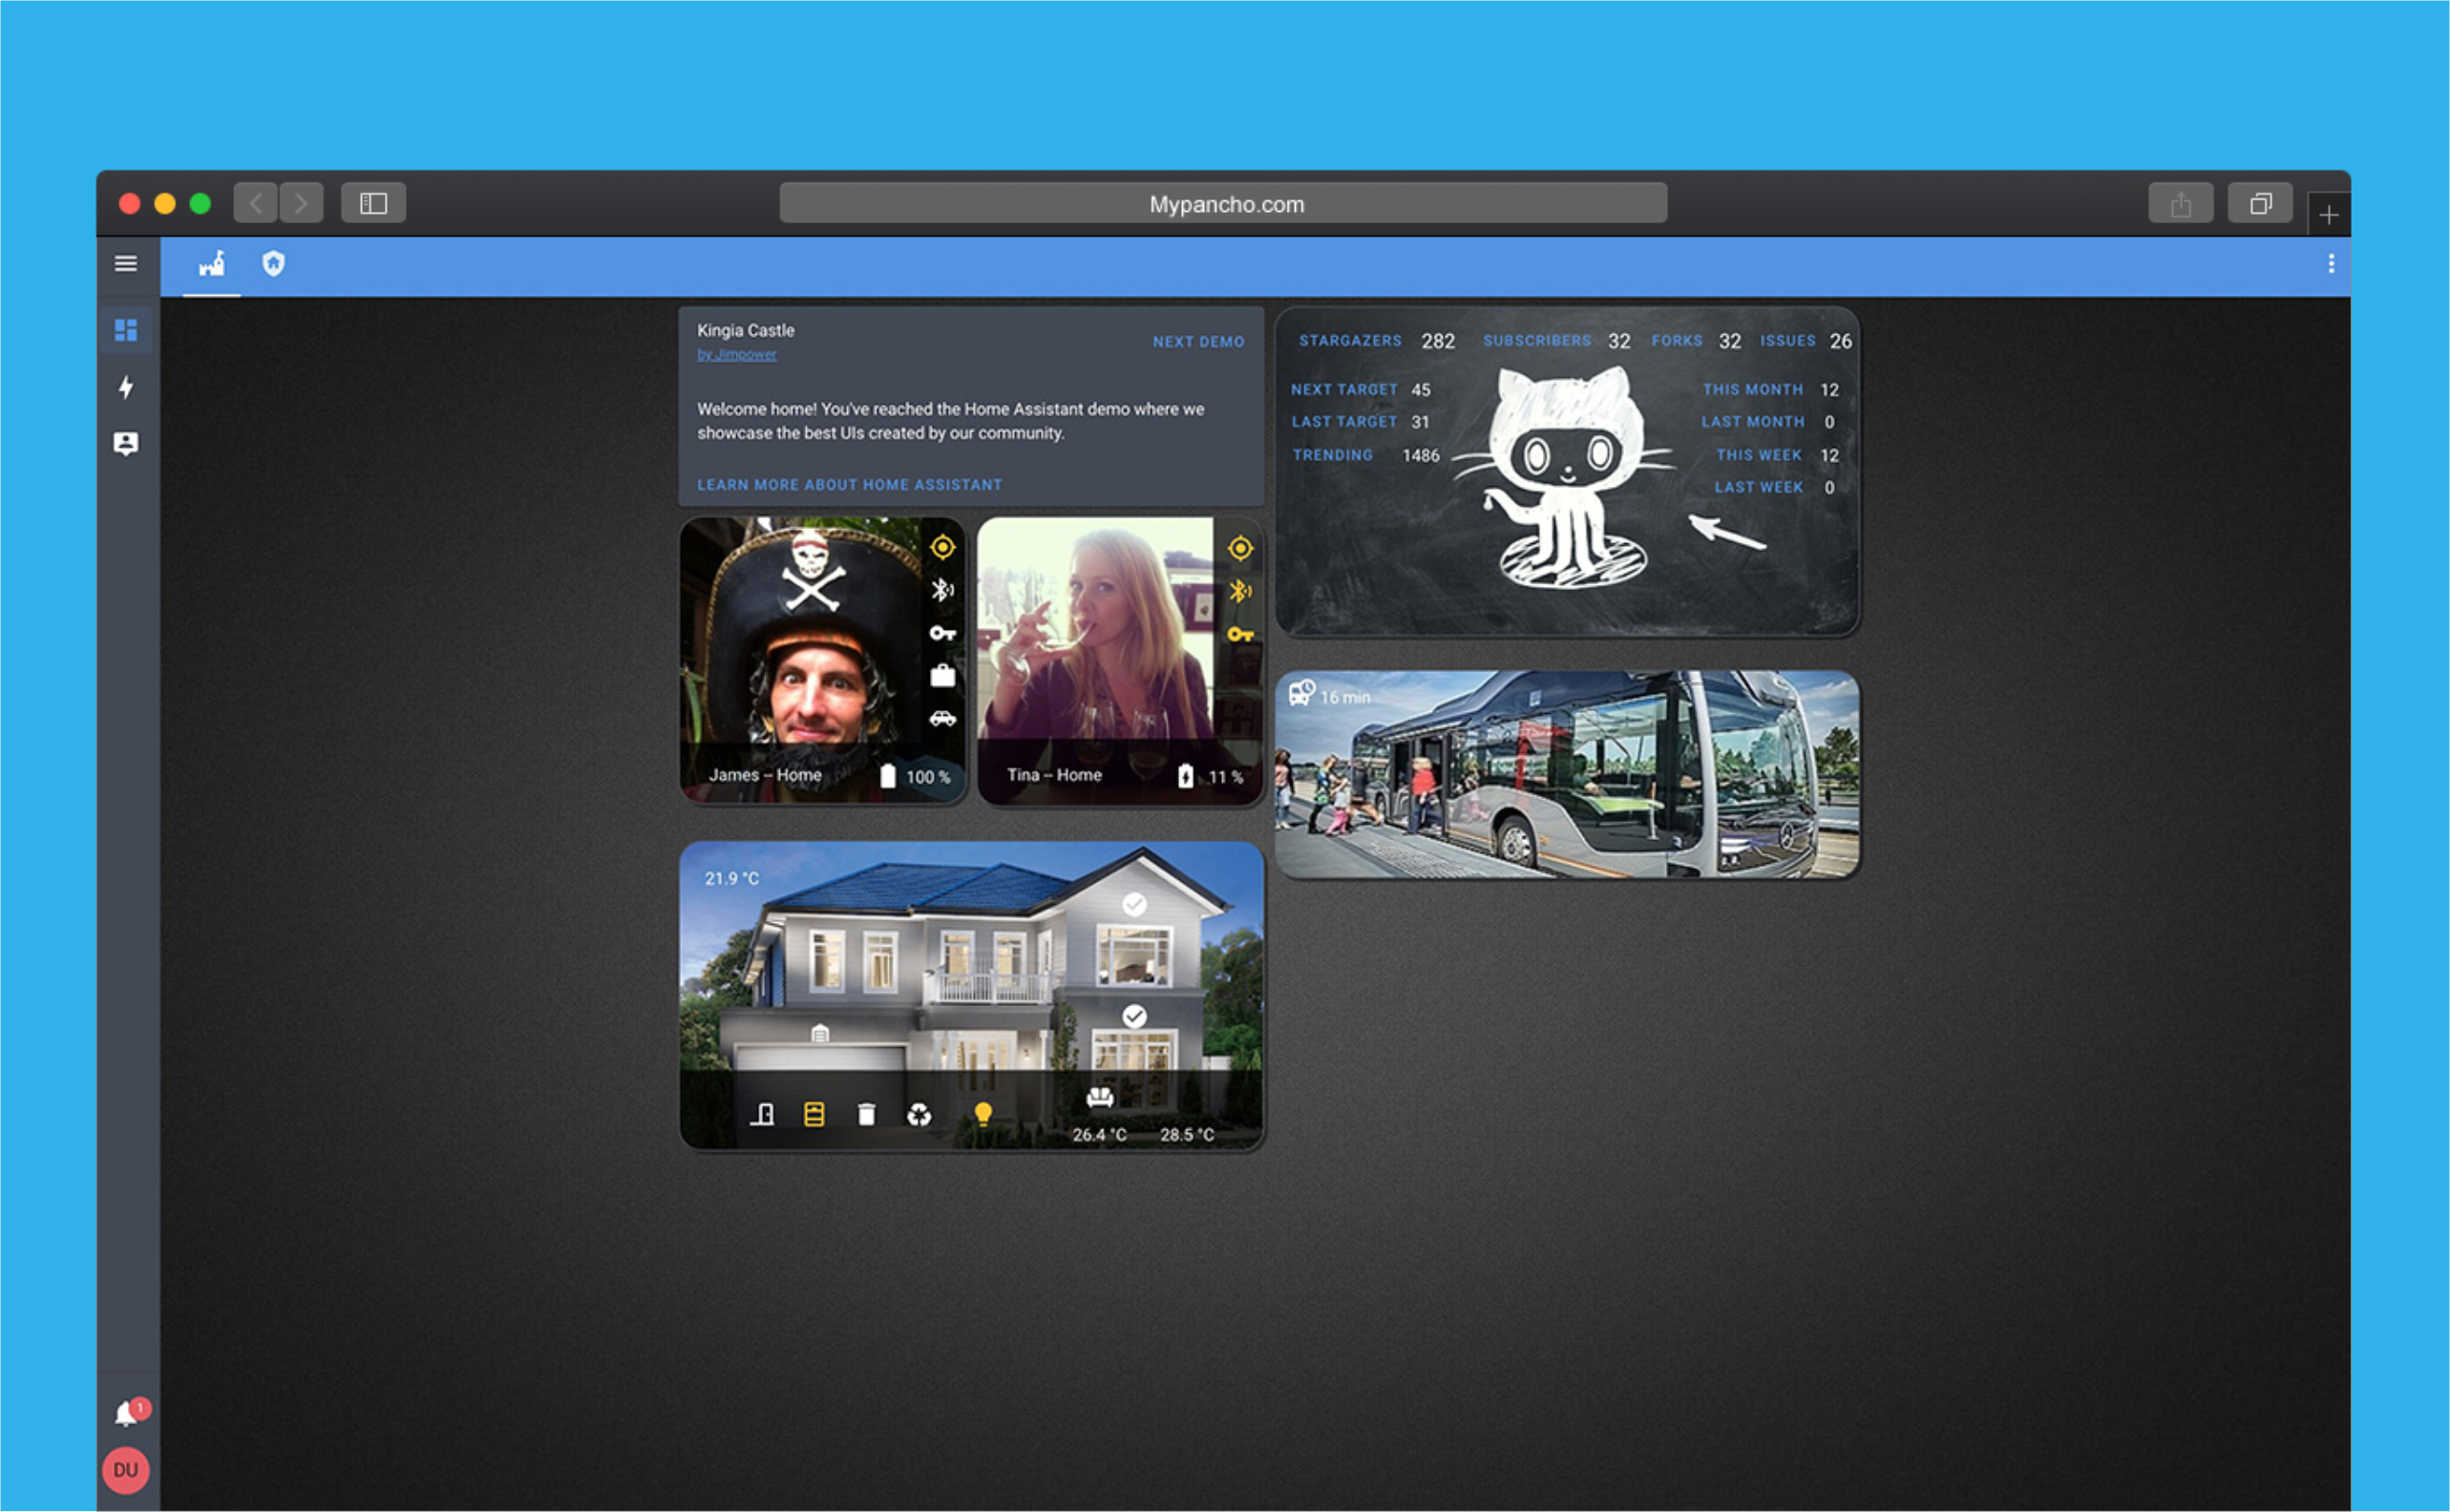 Mypancho.com
Kingia Castle
by Jimpower
NEXT DEMO
Welcome home! You've reached the Home Assistant demo where we
showcase the best UIs created by our community.
LEARN MORE ABOUT HOME ASSISTANT
STARGAZERS 282 SUBSCRIBERS 32 FORKS 32 ISSUES 26
NEXT TARGET 45
LAST TARGET 31
TRENDING 1486
THIS MONTH 12
LAST MONTH 0
THIS WEEK 12
LAST WEEK 0
James – Home 100 %
Tina – Home 11 %
16 min
21.9 °C
26.4 °C 28.5 °C
1
DU